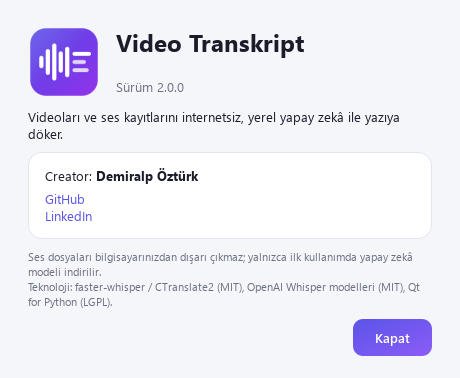 Video Transkript
Sürüm 2.0.0
Videoları ve ses kayıtlarını internetsiz, yerel yapay zekâ ile yazıya
döker.
Creator: Demiralp Öztürk
GitHub
LinkedIn
Ses dosyaları bilgisayarınızdan dışarı çıkmaz; yalnızca ilk kullanımda yapay zekâ
modeli indirilir.
Teknoloji: faster-whisper / CTranslate2 (MIT), OpenAI Whisper modelleri (MIT), Qt
for Python (LGPL).
Kapat